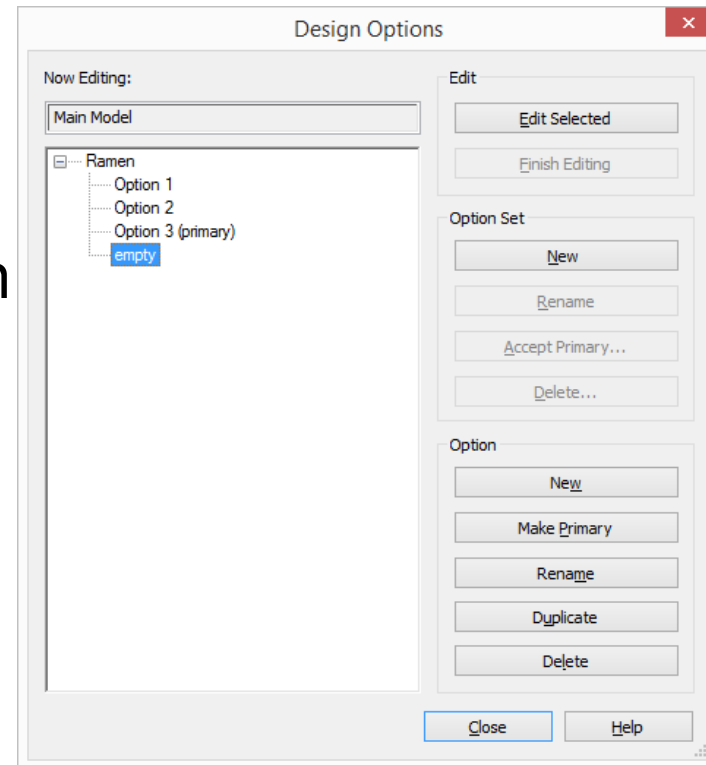 Design Options
Now Editing:
Main Model
Ramen
Option 1
Option 2
Option 3 (primary)
empty
Edit
Edit Selected
Finish Editing
Option Set
New
Rename
Accept Primary...
Delete...
Option
New
Make Primary
Rename
Duplicate
Delete
Close
Help
n